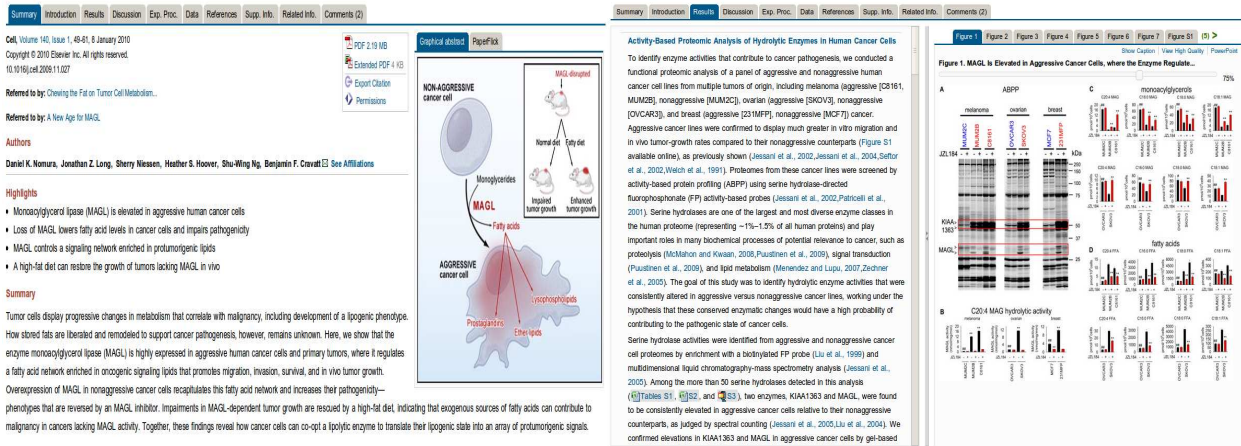 Summary Introduction Results Discussion Exp. Proc. Data References Supp. Info. Related Info. Comments (2)
Cell, Volume 140, Issue 1, 49-61, 8 January 2010
Copyright © 2010 Elsevier Inc. All rights reserved.
10.1016/j.cell.2009.11.027
Referred to by: Chewing the Fat on Tumor Cell Metabolism...
Referred to by: A New Age for MAGL
PDF 2.19 MB
Extended PDF 4 KB
Export Citation
Permissions
Authors
Daniel K. Nomura, Jonathan Z. Long, Sherry Niessen, Heather S. Hoover, Shu-Wing Ng, Benjamin F. Cravatt See Affiliations
Highlights
• Monoacylglycerol lipase (MAGL) is elevated in aggressive human cancer cells
• Loss of MAGL lowers fatty acid levels in cancer cells and impairs pathogenicity
• MAGL controls a signaling network enriched in protumorigenic lipids
• A high-fat diet can restore the growth of tumors lacking MAGL in vivo
Summary
Tumor cells display progressive changes in metabolism that correlate with malignancy, including development of a lipogenic phenotype.
How stored fats are liberated and remodeled to support cancer pathogenesis, however, remains unknown. Here, we show that the
enzyme monoacylglycerol lipase (MAGL) is highly expressed in aggressive human cancer cells and primary tumors, where it regulates
a fatty acid network enriched in oncogenic signaling lipids that promotes migration, invasion, survival, and in vivo tumor growth.
Overexpression of MAGL in nonaggressive cancer cells recapitulates this fatty acid network and increases their pathogenicity—
phenotypes that are reversed by an MAGL inhibitor. Impairments in MAGL-dependent tumor growth are rescued by a high-fat diet, indicating that exogenous sources of fatty acids can contribute to
malignancy in cancers lacking MAGL activity. Together, these findings reveal how cancer cells can co-opt a lipolytic enzyme to translate their lipogenic state into an array of protumorigenic signals.
Graphical abstract PaperFlick
NON-AGGRESSIVE
cancer cell
MAGL-disrupted
Normal diet Fatty diet
Impaired
tumor growth
Enhanced
tumor growth
Monoglycerides
MAGL
Fatty acids
AGGRESSIVE
cancer cell
Lysophospholipids
Prostaglandins
Ether lipids
Summary Introduction Results Discussion Exp. Proc. Data References Supp. Info. Related Info. Comments (2)
Activity-Based Proteomic Analysis of Hydrolytic Enzymes in Human Cancer Cells
To identify enzyme activities that contribute to cancer pathogenesis, we conducted a
functional proteomic analysis of a panel of aggressive and nonaggressive human
cancer cell lines from multiple tumors of origin, including melanoma (aggressive [C8161,
MUM2B], nonaggressive [MUM2C]), ovarian (aggressive [SKOV3], nonaggressive
[OVCAR3]), and breast (aggressive [231MFP], nonaggressive [MCF7]) cancer.
Aggressive cancer lines were confirmed to display much greater in vitro migration and
in vivo tumor-growth rates compared to their nonaggressive counterparts (Figure S1
available online), as previously shown (Jessani et al., 2002,Jessani et al., 2004,Seftor
et al., 2002,Welch et al., 1991). Proteomes from these cancer lines were screened by
activity-based protein profiling (ABPP) using serine hydrolase-directed
fluorophosphonate (FP) activity-based probes (Jessani et al., 2002,Patricelli et al.,
2001). Serine hydrolases are one of the largest and most diverse enzyme classes in
the human proteome (representing ~1%–1.5% of all human proteins) and play
important roles in many biochemical processes of potential relevance to cancer, such as
proteolysis (McMahon and Kwaan, 2008,Puustinen et al., 2009), signal transduction
(Puustinen et al., 2009), and lipid metabolism (Menendez and Lupu, 2007,Zechner
et al., 2005). The goal of this study was to identify hydrolytic enzyme activities that were
consistently altered in aggressive versus nonaggressive cancer lines, working under the
hypothesis that these conserved enzymatic changes would have a high probability of
contributing to the pathogenic state of cancer cells.
Serine hydrolase activities were identified from aggressive and nonaggressive cancer
cell proteomes by enrichment with a biotinylated FP probe (Liu et al., 1999) and
multidimensional liquid chromatography-mass spectrometry analysis (Jessani et al.,
2005). Among the more than 50 serine hydrolases detected in this analysis
(Tables S1, S2, and S3), two enzymes, KIAA1363 and MAGL, were found
to be consistently elevated in aggressive cancer cells relative to their nonaggressive
counterparts, as judged by spectral counting (Jessani et al., 2005,Liu et al., 2004). We
confirmed elevations in KIAA1363 and MAGL in aggressive cancer cells by gel-based
Figure 1 Figure 2 Figure 3 Figure 4 Figure 5 Figure 6 Figure 7 Figure S1 (5) >
Show Caption | View High Quality | PowerPoint
Figure 1. MAGL Is Elevated in Aggressive Cancer Cells, where the Enzyme Regulate...
75%
A ABPP
melanoma ovarian breast
MUM2C MUM2B C8161 OVCAR3 SKOV3 MCF7 231MFP
JZL184 - + - + - + - + - + - + - + kDa
KIAA
1363
MAGL
B C20:4 MAG hydrolytic activity
melanoma ovarian breast
MUM2C MUM2B C8161 OVCAR3 SKOV3 MCF7 231MFP
C monoacylglycerols
C20:4 MAG
D fatty acids
C20:4 FFA